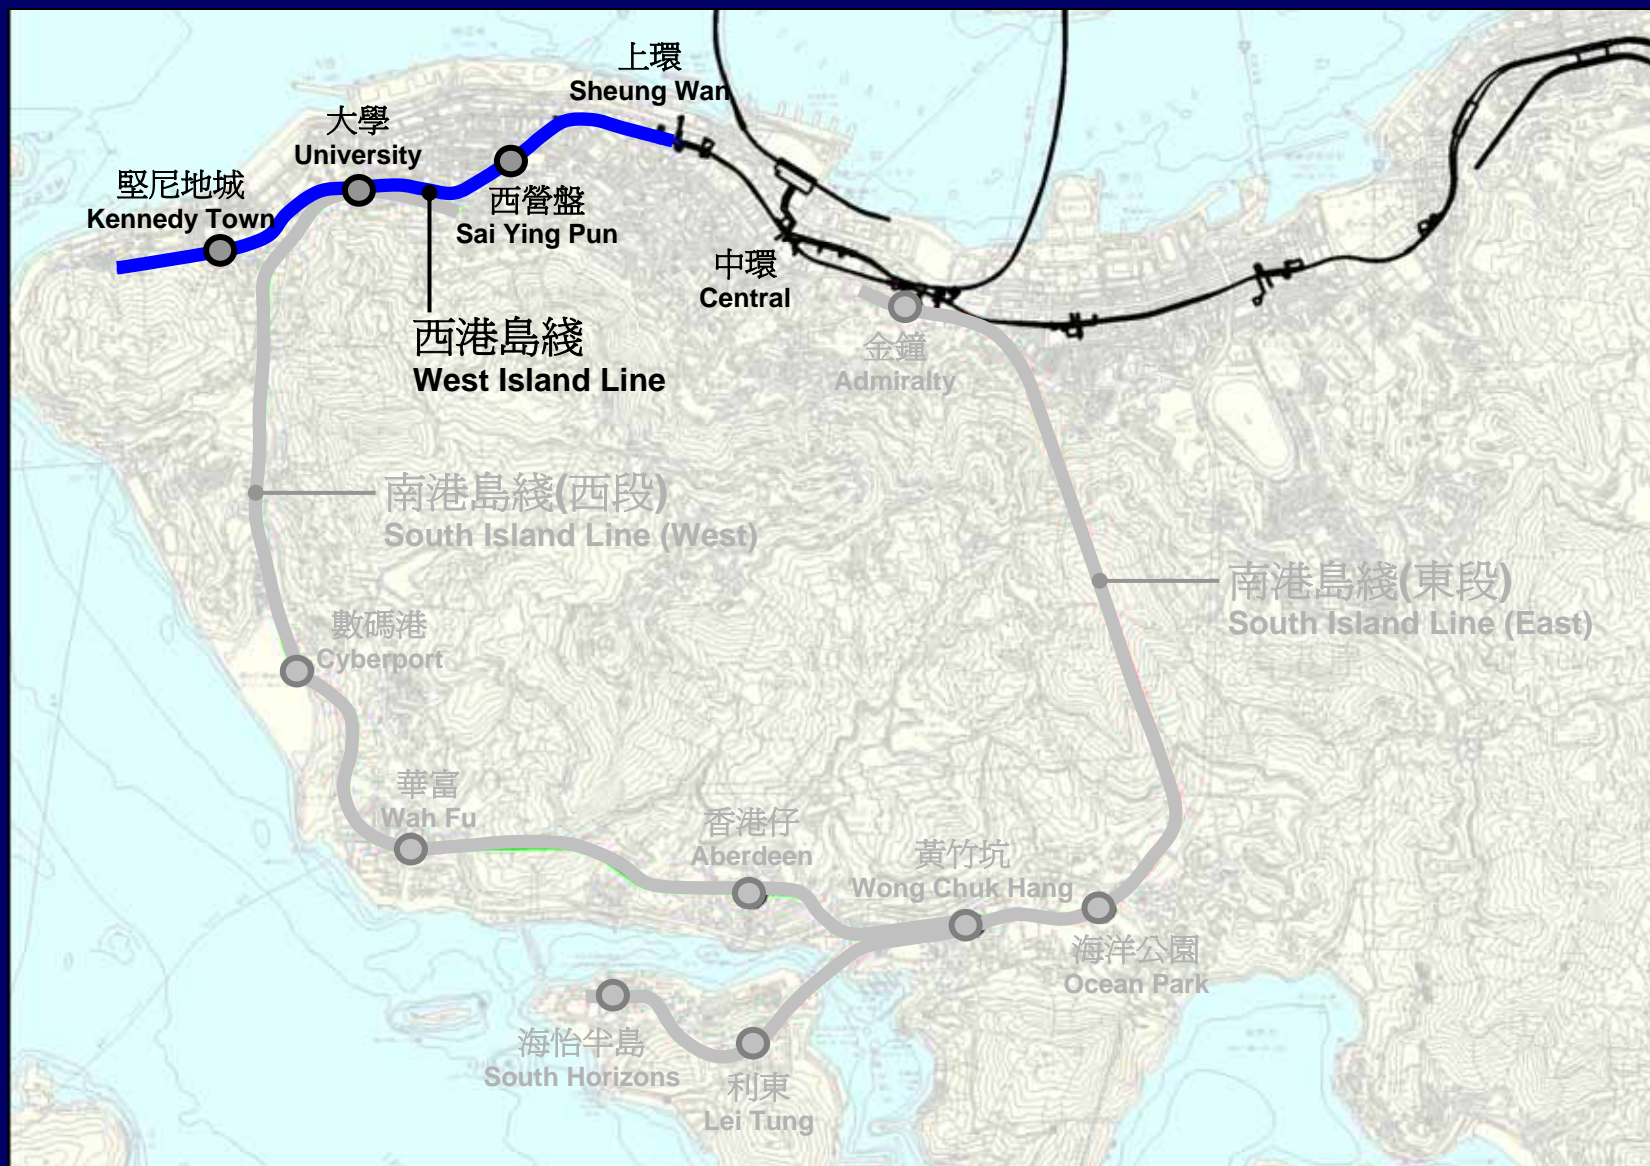 上環
Sheung Wan
大學
University
堅尼地城
Kennedy Town
西營盤
Sai Ying Pun
中環
Central
西港島綫
West Island Line
金鐘
Admiralty
南港島綫(西段)
South Island Line (West)
南港島綫(東段)
South Island Line (East)
數碼港
Cyberport
華富
Wah Fu
香港仔
Aberdeen
黃竹坑
Wong Chuk Hang
海洋公園
Ocean Park
海怡半島
South Horizons
利東
Lei Tung